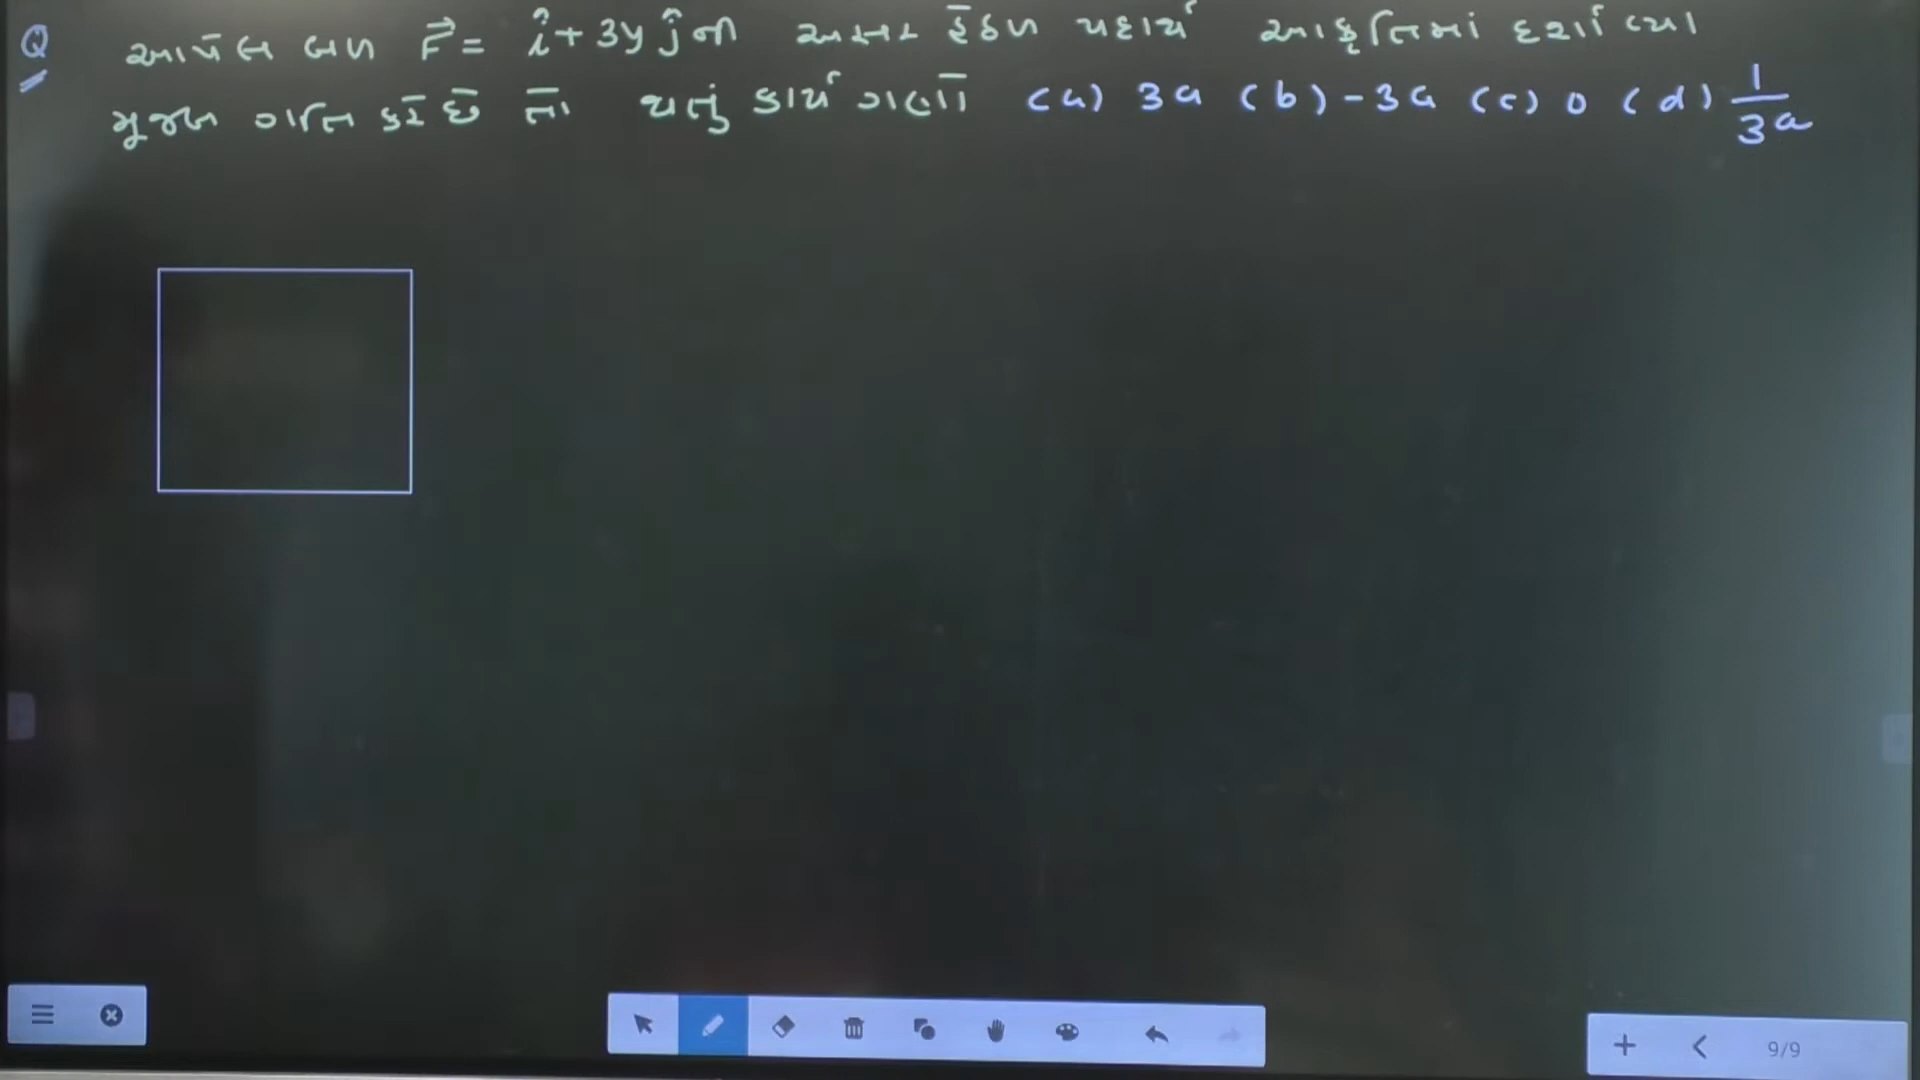 Q આપેલ બળ F⃗ = î + 3y ĵ ની અસર હેઠળ પદાર્થ આકૃતિમાં દર્શાવ્યા
મુજબ ગતિ કરે છે તો થતું કાર્ય ગણો (a) 3a (b) -3a (c) 0 (d) 1/3a
9/9